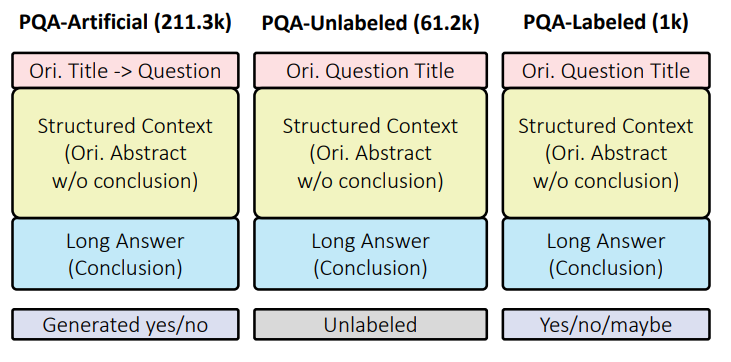 PQA-Artificial (211.3k)
PQA-Unlabeled (61.2k)
PQA-Labeled (1k)
Ori. Title -> Question
Ori. Question Title
Ori. Question Title
Structured Context
(Ori. Abstract
w/o conclusion)
Structured Context
(Ori. Abstract
w/o conclusion)
Structured Context
(Ori. Abstract
w/o conclusion)
Long Answer
(Conclusion)
Long Answer
(Conclusion)
Long Answer
(Conclusion)
Generated yes/no
Unlabeled
Yes/no/maybe